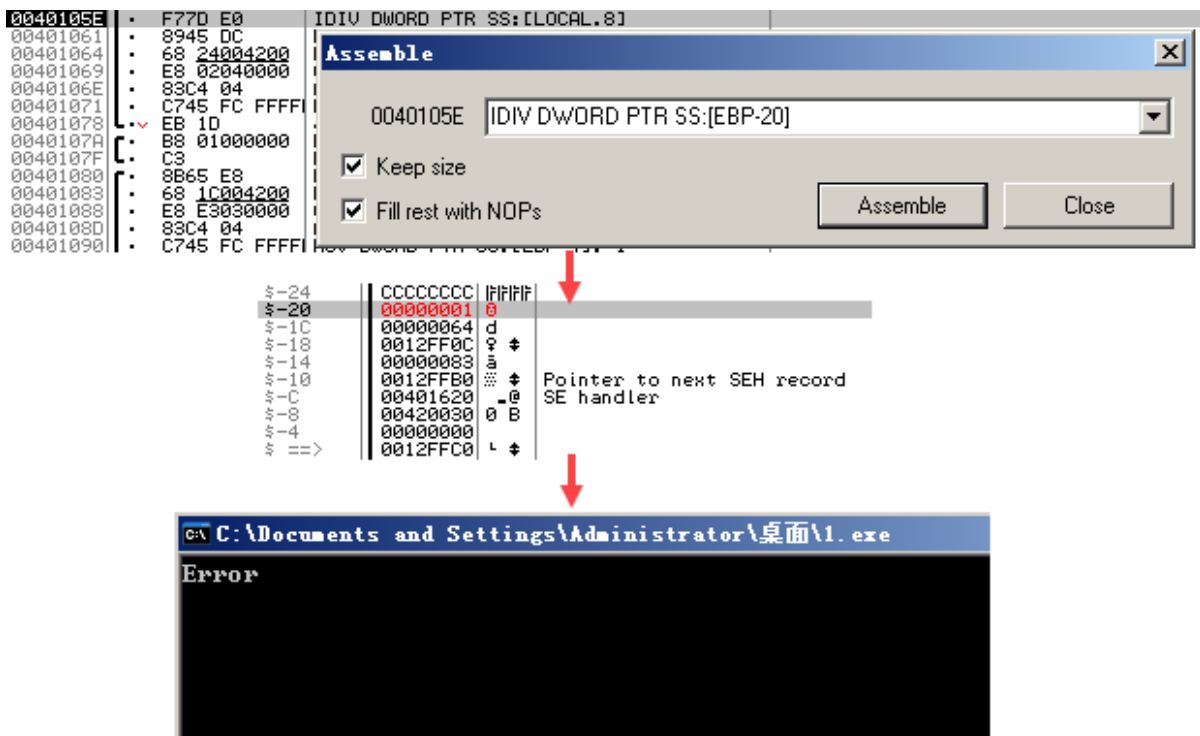 0040105E · F77D E0 IDIV DWORD PTR SS:[LOCAL.8]
00401061 · 8945 DC
00401064 · 68 24004200
00401069 · E8 02040000
0040106E · 83C4 04
00401071 · C745 FC FFFFF
00401078 · EB 1D
0040107A · B8 01000000
0040107F · C3
00401080 · 8B65 E8
00401083 · 68 1C004200
00401088 · E8 E3030000
0040108D · 83C4 04
00401090 · C745 FC FFFFF
Assemble
0040105E IDIV DWORD PTR SS:[EBP-20]
Keep size
Fill rest with NOPs
Assemble Close
$-24 CCCCCCCC
$-20 00000001
$-1C 00000064 d
$-18 0012FF0C ♀ ↕
$-14 00000083 â
$-10 0012FFB0 ▒ ↕ Pointer to next SEH record
$-C 00401620 @ SE handler
$-8 00420030 0 B
$-4 00000000
$ ==> 0012FFC0 └ ↕
C:\Documents and Settings\Administrator\桌面\1.exe
Error